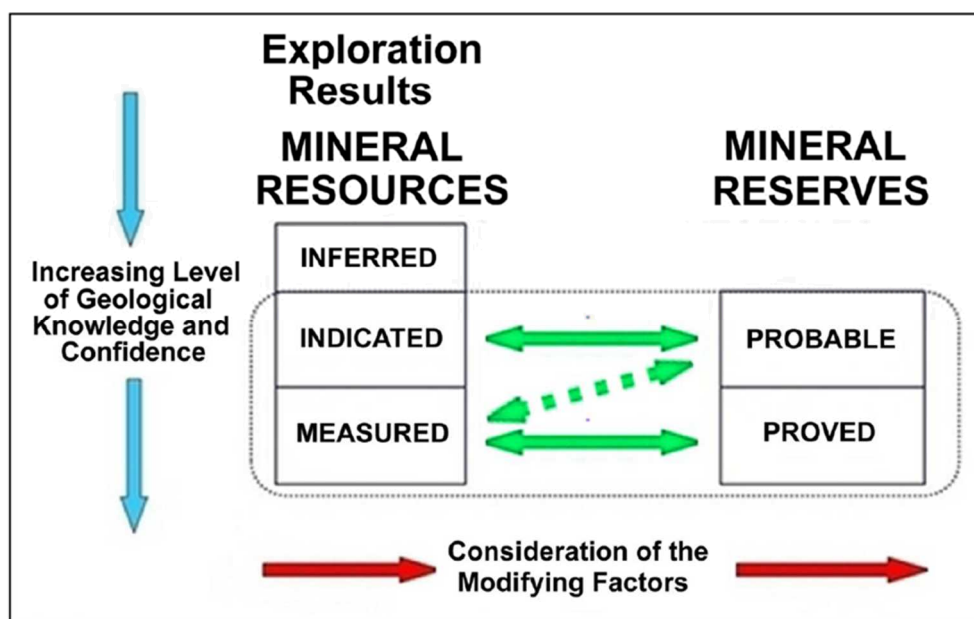 Exploration
Results
MINERAL
RESOURCES
MINERAL
RESERVES
Increasing Level
of Geological
Knowledge and
Confidence
INFERRED
INDICATED
MEASURED
PROBABLE
PROVED
Consideration of the
Modifying Factors